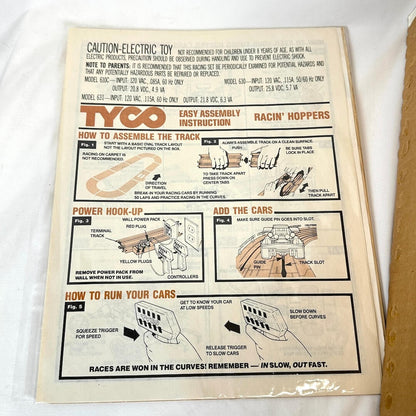 CAUTION-ELECTRIC TOY NOT RECOMMENDED FOR CHILDREN UNDER 8 YEARS OF AGE, AS WITH ALL
ELECTRIC PRODUCTS, PRECAUTION SHOULD BE OBSERVED DURING HANDLING AND USE TO PREVENT ELECTRIC SHOCK.
NOTE TO PARENTS: IT IS RECOMMENDED THAT THIS RACING SET BE PERIODICALLY EXAMINED FOR POTENTIAL HAZARDS AND
THAT ANY POTENTIALLY HAZARDOUS PARTS BE REPAIRED OR REPLACED.
MODEL 610C—INPUT: 120 VAC, .085A, 60 Hz ONLY MODEL 630—INPUT: 120 VAC, .115A, 50/60 Hz ONLY
OUTPUT: 20.8 VDC, 4.9 VA OUTPUT: 25.8 VDC, 5.7 VA
MODEL 631—INPUT: 120 VAC, .115A, 60 Hz ONLY OUTPUT: 21.8 VDC, 6.3 VA
TYCO
EASY ASSEMBLY
INSTRUCTION
RACIN' HOPPERS
HOW TO ASSEMBLE THE TRACK
Fig. 1
START WITH A BASIC OVAL TRACK LAYOUT
NOT THE LAYOUT PICTURED ON THE BOX.
RACING ON CARPET IS
NOT RECOMMENDED.
DIRECTION
OF TRAVEL
BREAK IN YOUR RACING CARS BY RUNNING
50 LAPS AND PRACTICE RACING IN THE CURVES.
Fig. 2
ALWAYS ASSEMBLE TRACK ON A CLEAN SURFACE.
PUSH
BE SURE TABS
LOCK IN PLACE
TO TAKE TRACK APART
PRESS DOWN ON
CENTER TABS
THEN PULL
TRACK APART
POWER HOOK-UP
Fig. 3
WALL POWER PACK
RED PLUG
TERMINAL
TRACK
YELLOW PLUGS
REMOVE POWER PACK FROM
WALL WHEN NOT IN USE.
CONTROLLERS
ADD THE CARS
Fig. 4
MAKE SURE GUIDE PIN GOES INTO SLOT.
GUIDE
PIN
TRACK SLOT
HOW TO RUN YOUR CARS
Fig. 5
GET TO KNOW YOUR CAR
AT LOW SPEEDS
SLOW DOWN
BEFORE CURVES
SQUEEZE TRIGGER
FOR SPEED
RELEASE TRIGGER
TO SLOW CARS
RACES ARE WON IN THE CURVES! REMEMBER — IN SLOW, OUT FAST.